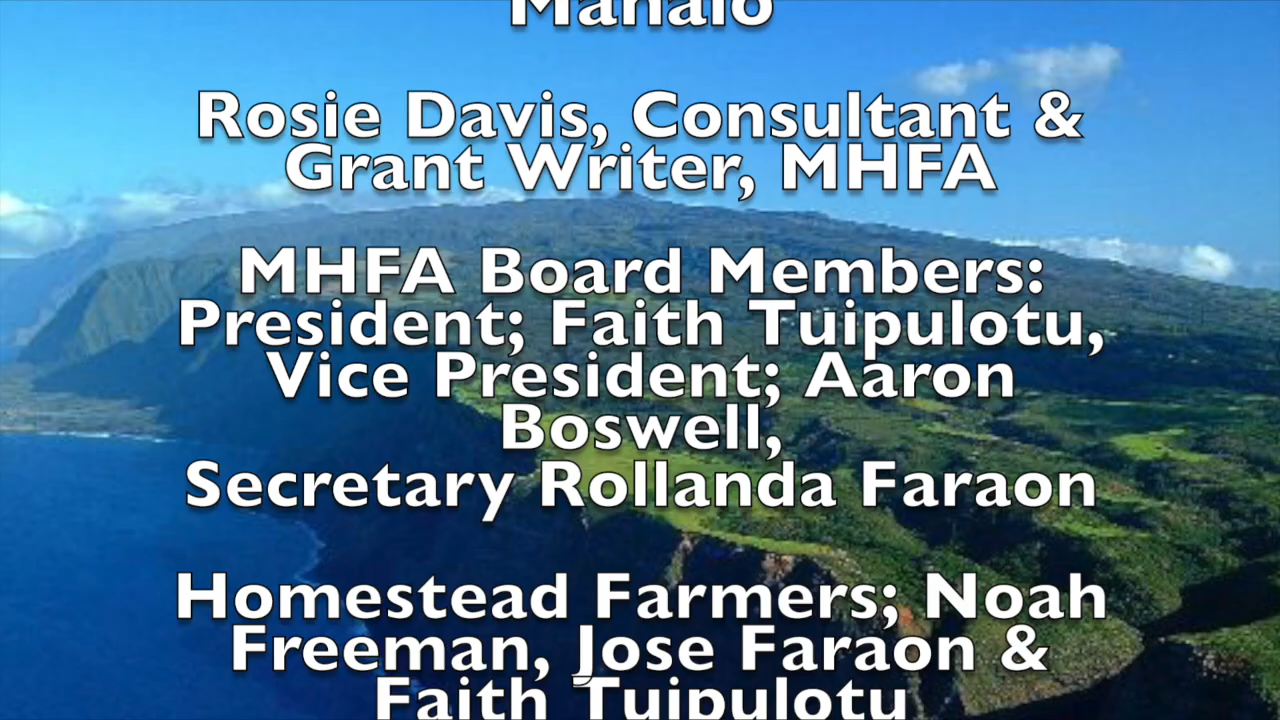 Mahalo
Rosie Davis, Consultant &
Grant Writer, MHFA
MHFA Board Members:
President; Faith Tuipulotu,
Vice President; Aaron
Boswell,
Secretary Rollanda Faraon
Homestead Farmers; Noah
Freeman, Jose Faraon &
Faith Tuipulotu